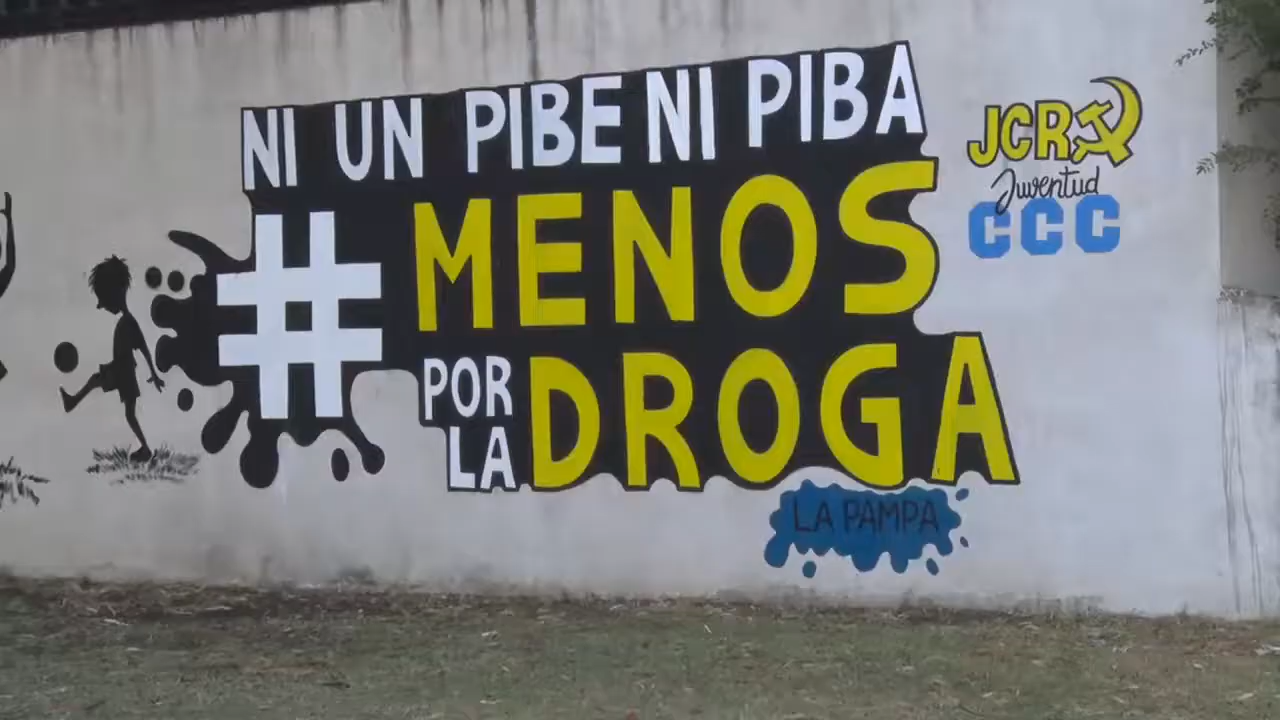 NI UN PIBE NI PIBA
# MENOS
POR LA DROGA
LA PAMPA
JCR
Juventud
CCC